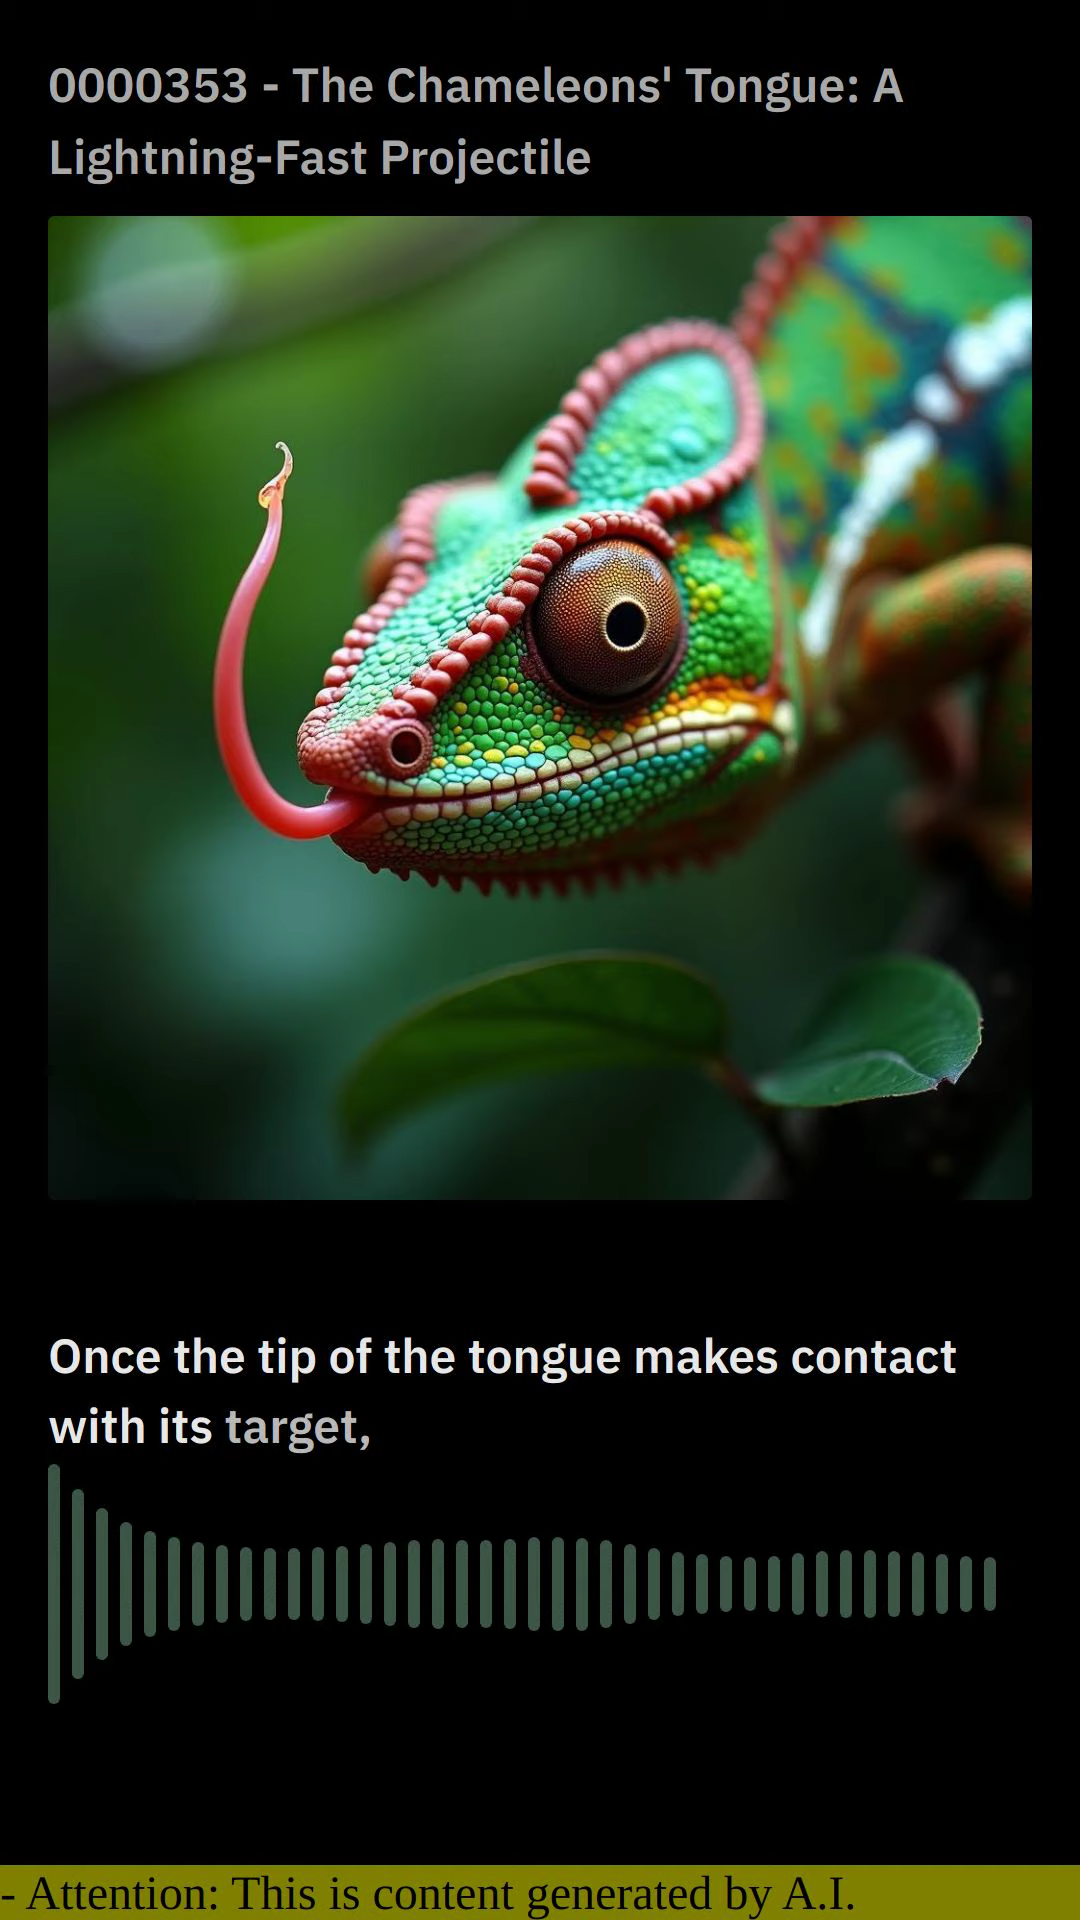 0000353 - The Chameleons' Tongue: A
Lightning-Fast Projectile
Once the tip of the tongue makes contact
with its target,
- Attention: This is content generated by A.I.